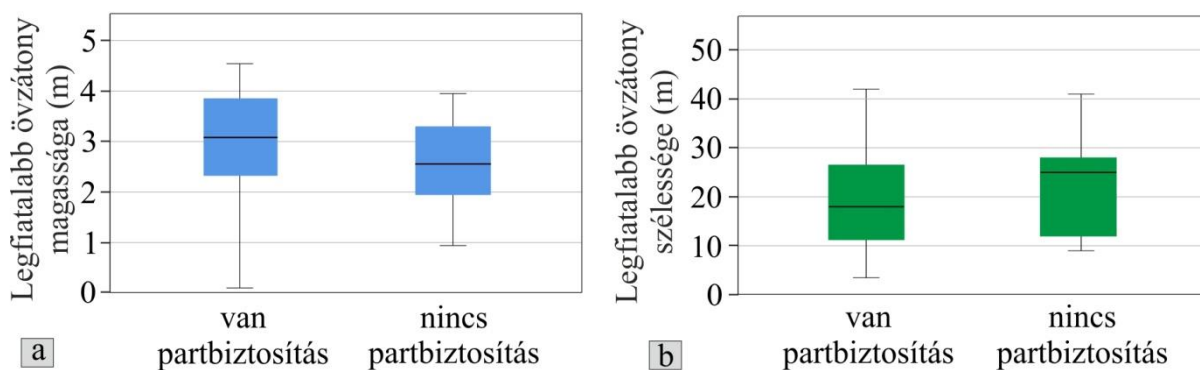 Legfiatalabb övzátony
magassága (m)
5
4
3
2
1
0
van
partbiztosítás
nincs
partbiztosítás
a
Legfiatalabb övzátony
szélessége (m)
50
40
30
20
10
0
van
partbiztosítás
nincs
partbiztosítás
b